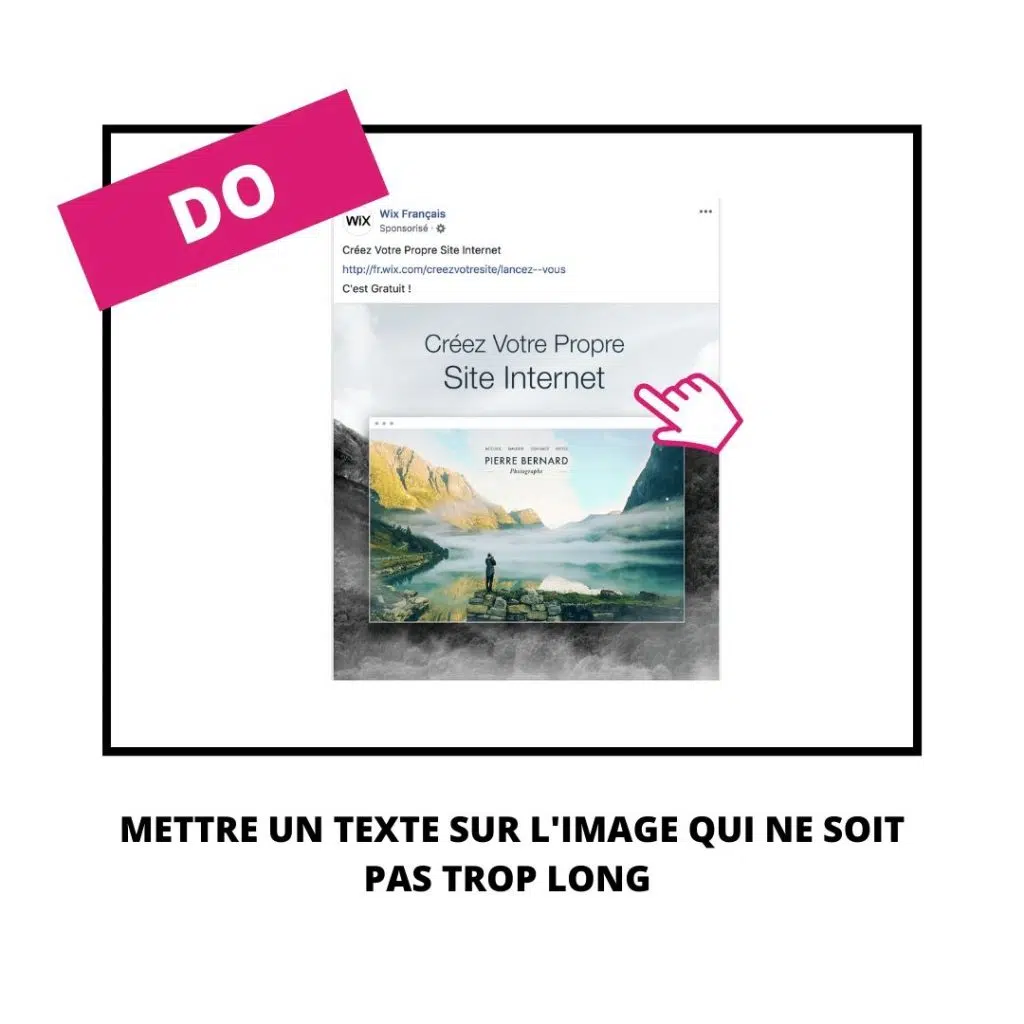 DO
WiX
Wix Français
Sponsorisé
Créez Votre Propre Site Internet
http://fr.wix.com/creezvotresite/lancez--vous
C'est Gratuit !
Créez Votre Propre
Site Internet
PIERRE BERNARD
Photographe
METTRE UN TEXTE SUR L'IMAGE QUI NE SOIT
PAS TROP LONG